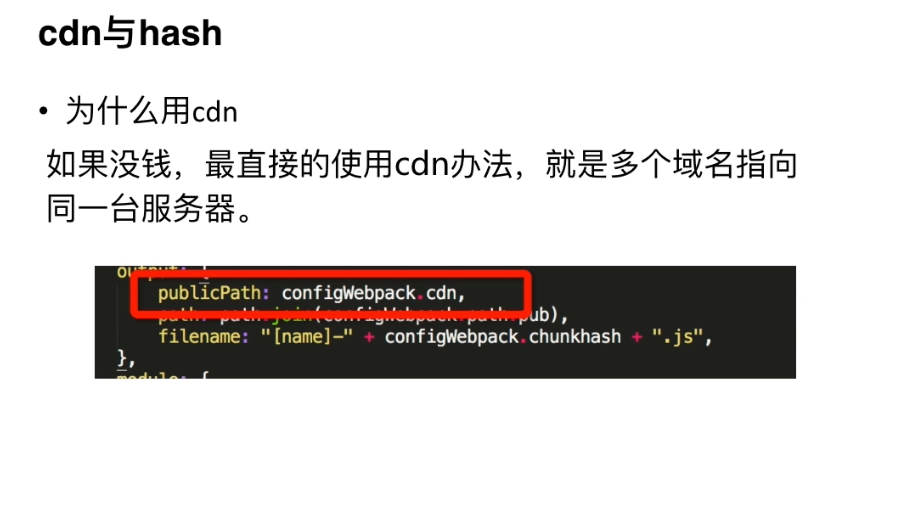 cdn与hash
• 为什么用cdn
如果没钱，最直接的使用cdn办法，就是多个域名指向
同一台服务器。
output: {
publicPath: configWebpack.cdn,
path: path.join(configWebpack.path.pub),
filename: "[name]-" + configWebpack.chunkhash + ".js",
},
module: {